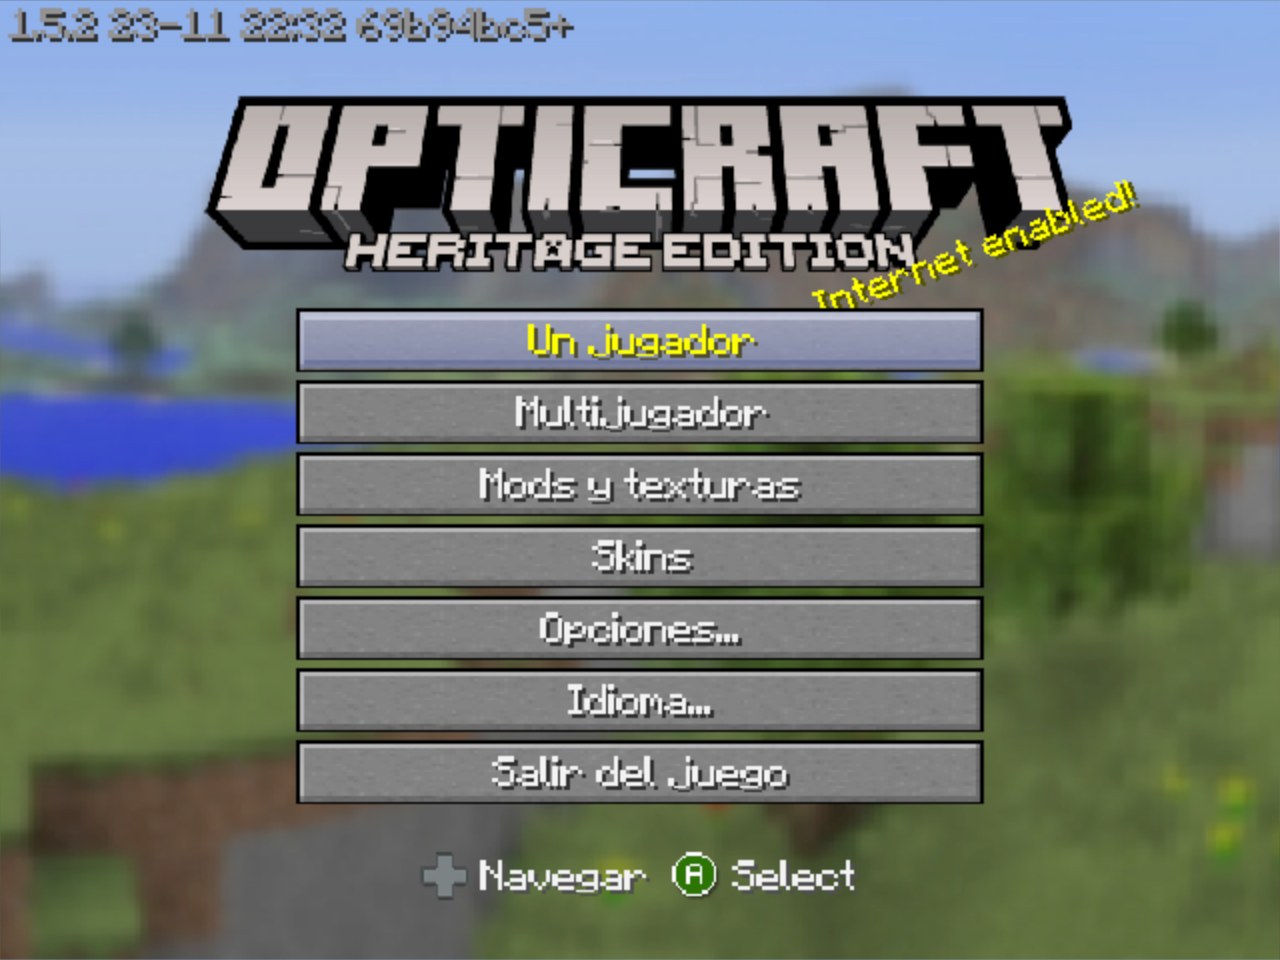 1.5.2 23-11 22:32 69b94bc5+
OPTICRAFT
HERITAGE EDITION
Internet enabled!
Un jugador
Multijugador
Mods y texturas
Skins
Opciones...
Idioma...
Salir del juego
Navegar A Select